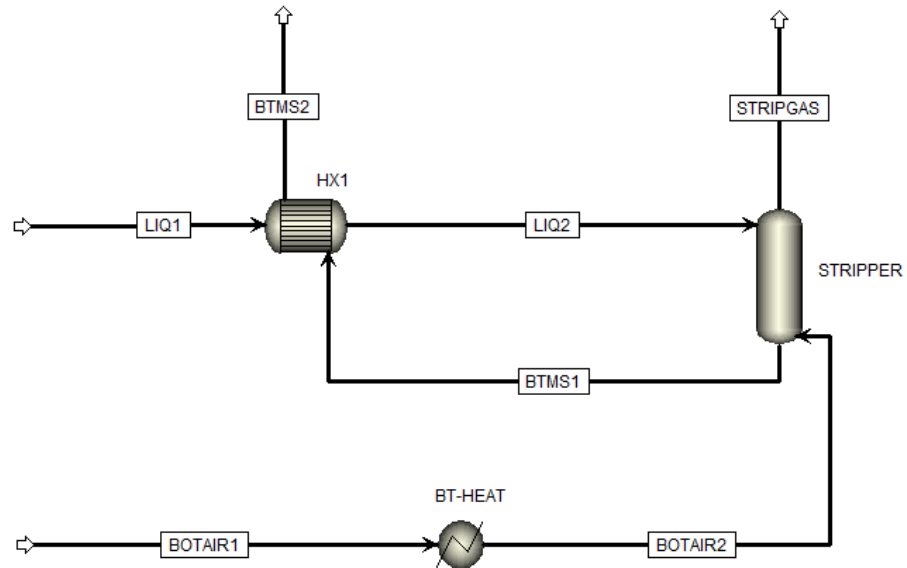 BTMS2
STRIPGAS
HX1
LIQ1
LIQ2
STRIPPER
BTMS1
BT-HEAT
BOTAIR1
BOTAIR2